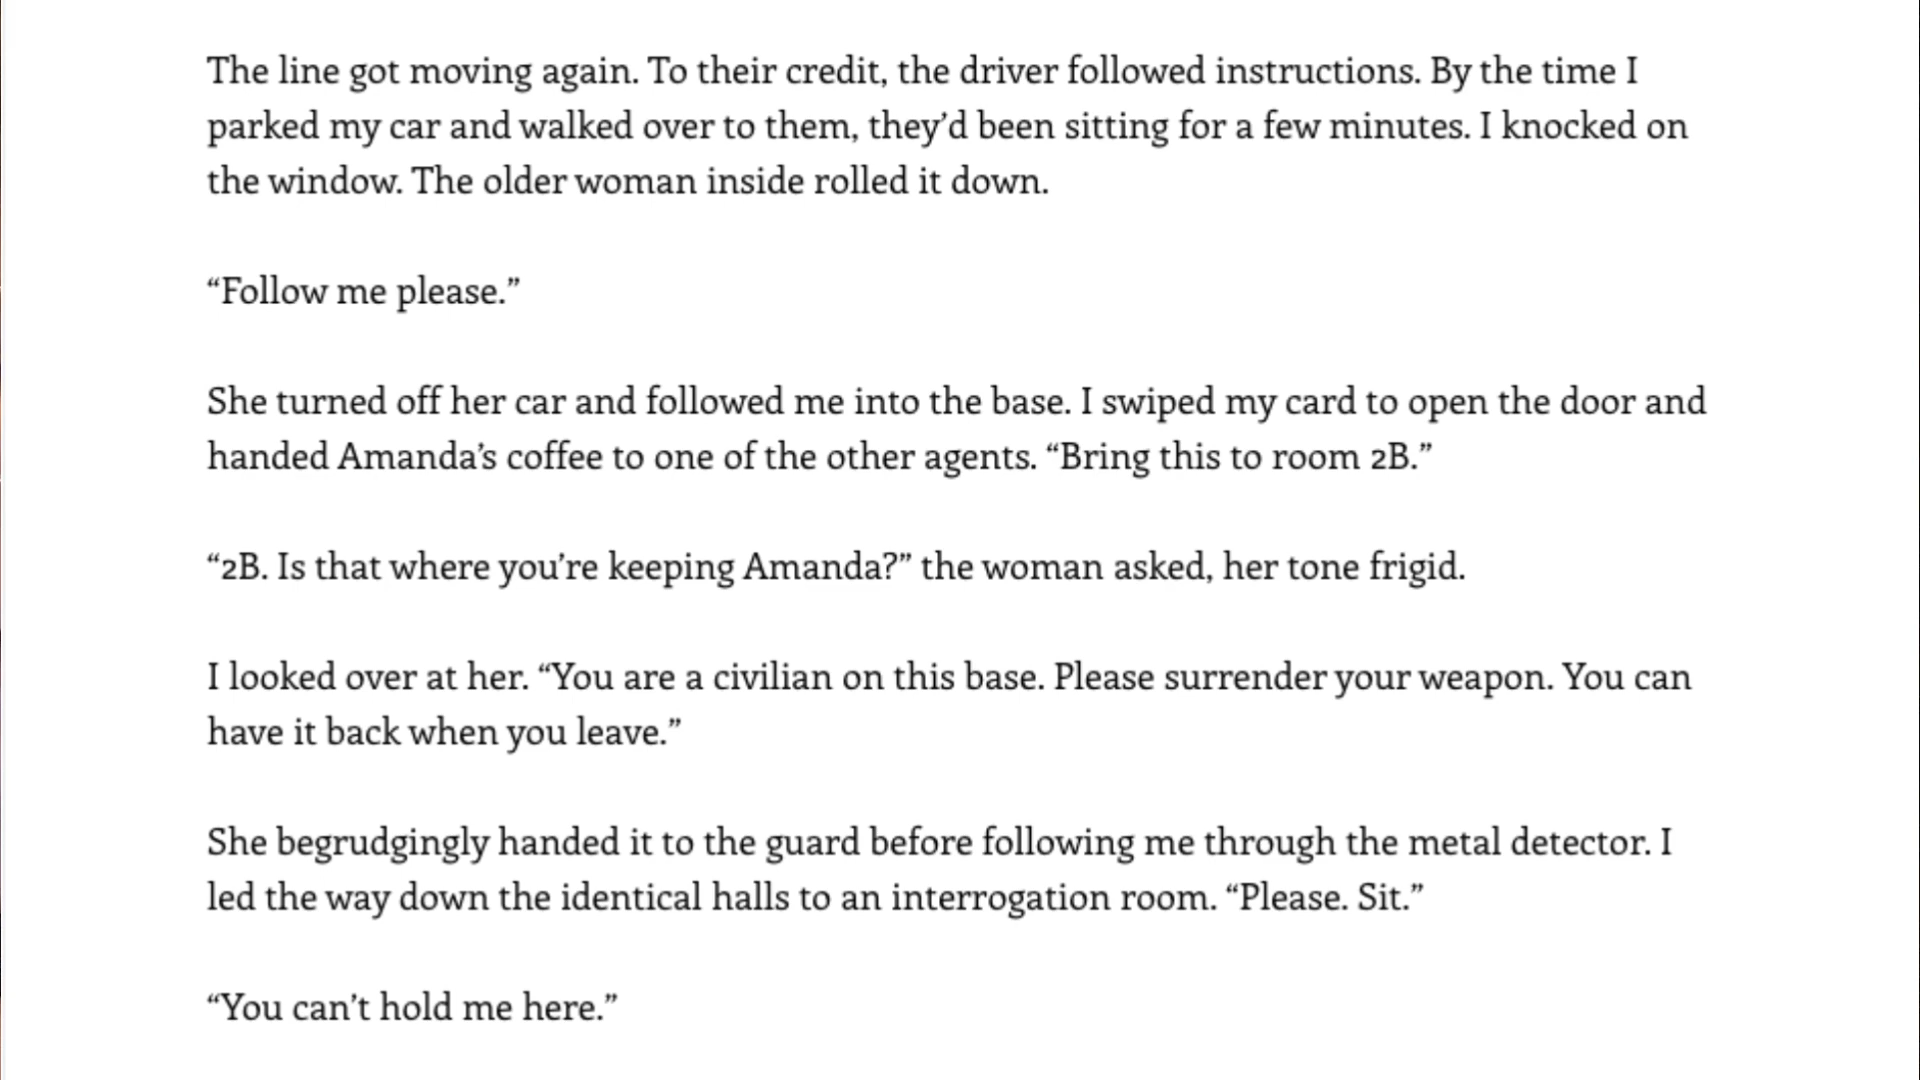 The line got moving again. To their credit, the driver followed instructions. By the time I
parked my car and walked over to them, they’d been sitting for a few minutes. I knocked on
the window. The older woman inside rolled it down.
“Follow me please.”
She turned off her car and followed me into the base. I swiped my card to open the door and
handed Amanda’s coffee to one of the other agents. “Bring this to room 2B.”
“2B. Is that where you’re keeping Amanda?” the woman asked, her tone frigid.
I looked over at her. “You are a civilian on this base. Please surrender your weapon. You can
have it back when you leave.”
She begrudgingly handed it to the guard before following me through the metal detector. I
led the way down the identical halls to an interrogation room. “Please. Sit.”
“You can’t hold me here.”